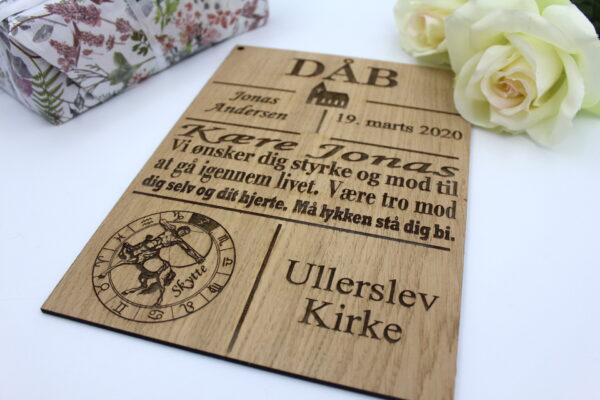 DÅB
Jonas
Andersen
19. marts 2020
Kære Jonas
Vi ønsker dig styrke og mod til
at gå igennem livet. Være tro mod
dig selv og dit hjerte. Må lykken stå dig bi.
Skytte
Ullerslev
Kirke